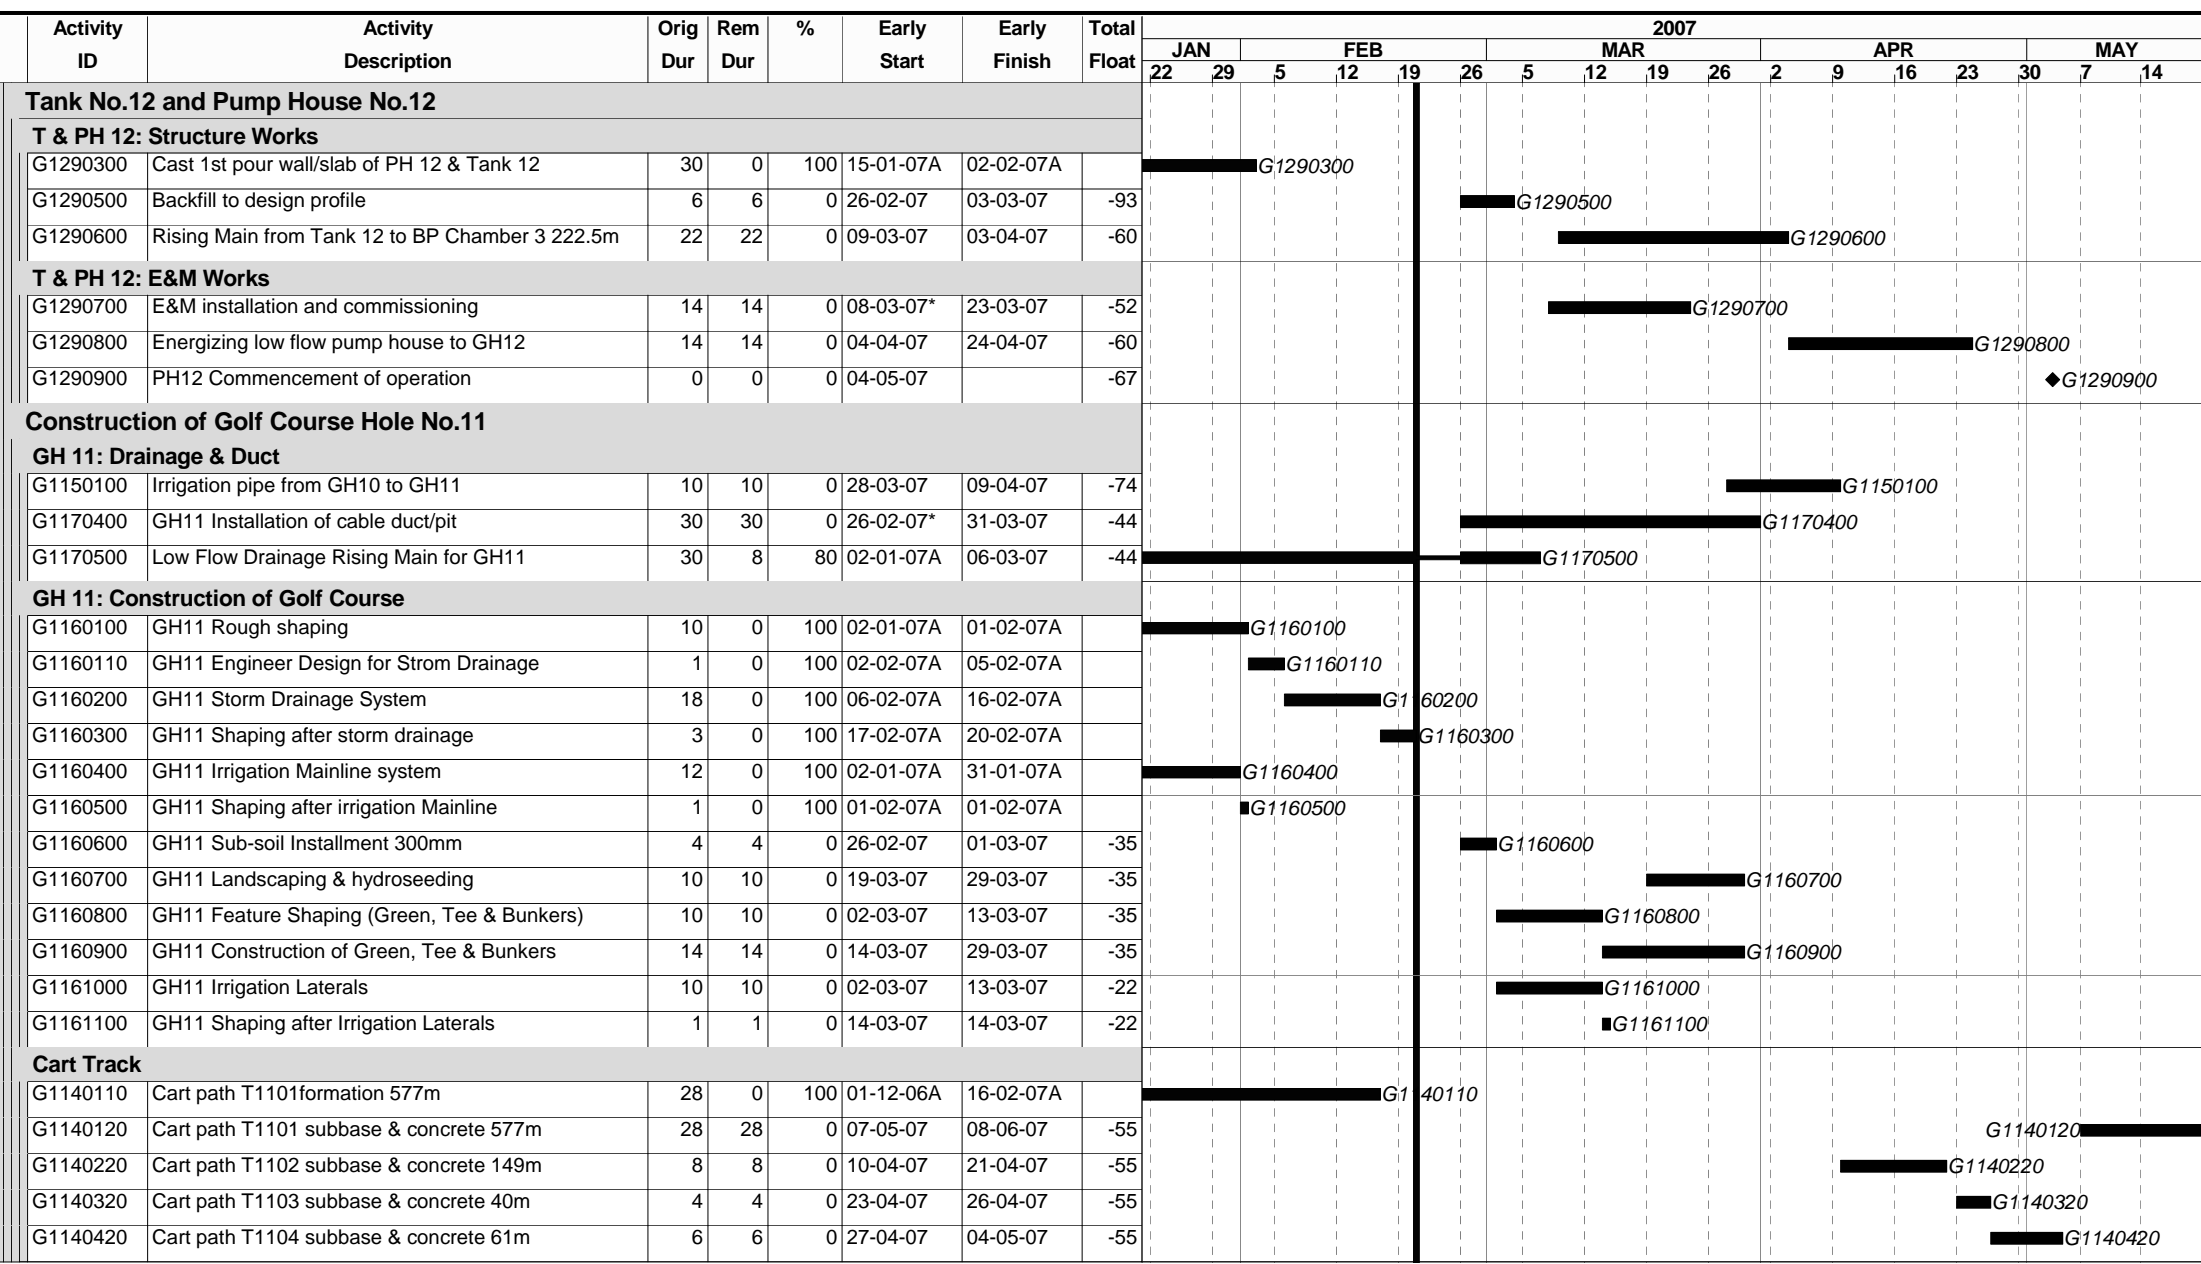 Activity Activity Orig Rem % Early Early Total 2007
ID Description Dur Dur Start Finish Float JAN FEB MAR APR MAY
22 29 5 12 19 26 5 12 19 26 2 9 16 23 30 7 14
Tank No.12 and Pump House No.12
T & PH 12: Structure Works
G1290300 Cast 1st pour wall/slab of PH 12 & Tank 12 30 0 100 15-01-07A 02-02-07A G1290300
G1290500 Backfill to design profile 6 6 0 26-02-07 03-03-07 -93 G1290500
G1290600 Rising Main from Tank 12 to BP Chamber 3 222.5m 22 22 0 09-03-07 03-04-07 -60 G1290600
T & PH 12: E&M Works
G1290700 E&M installation and commissioning 14 14 0 08-03-07* 23-03-07 -52 G1290700
G1290800 Energizing low flow pump house to GH12 14 14 0 04-04-07 24-04-07 -60 G1290800
G1290900 PH12 Commencement of operation 0 0 0 04-05-07 -67 G1290900
Construction of Golf Course Hole No.11
GH 11: Drainage & Duct
G1150100 Irrigation pipe from GH10 to GH11 10 10 0 28-03-07 09-04-07 -74 G1150100
G1170400 GH11 Installation of cable duct/pit 30 30 0 26-02-07* 31-03-07 -44 G1170400
G1170500 Low Flow Drainage Rising Main for GH11 30 8 80 02-01-07A 06-03-07 -44 G1170500
GH 11: Construction of Golf Course
G1160100 GH11 Rough shaping 10 0 100 02-01-07A 01-02-07A G1160100
G1160110 GH11 Engineer Design for Strom Drainage 1 0 100 02-02-07A 05-02-07A G1160110
G1160200 GH11 Storm Drainage System 18 0 100 06-02-07A 16-02-07A G1160200
G1160300 GH11 Shaping after storm drainage 3 0 100 17-02-07A 20-02-07A G1160300
G1160400 GH11 Irrigation Mainline system 12 0 100 02-01-07A 31-01-07A G1160400
G1160500 GH11 Shaping after irrigation Mainline 1 0 100 01-02-07A 01-02-07A G1160500
G1160600 GH11 Sub-soil Installment 300mm 4 4 0 26-02-07 01-03-07 -35 G1160600
G1160700 GH11 Landscaping & hydroseeding 10 10 0 19-03-07 29-03-07 -35 G1160700
G1160800 GH11 Feature Shaping (Green, Tee & Bunkers) 10 10 0 02-03-07 13-03-07 -35 G1160800
G1160900 GH11 Construction of Green, Tee & Bunkers 14 14 0 14-03-07 29-03-07 -35 G1160900
G1161000 GH11 Irrigation Laterals 10 10 0 02-03-07 13-03-07 -22 G1161000
G1161100 GH11 Shaping after Irrigation Laterals 1 1 0 14-03-07 14-03-07 -22 G1161100
Cart Track
G1140110 Cart path T1101formation 577m 28 0 100 01-12-06A 16-02-07A G1140110
G1140120 Cart path T1101 subbase & concrete 577m 28 28 0 07-05-07 08-06-07 -55 G1140120
G1140220 Cart path T1102 subbase & concrete 149m 8 8 0 10-04-07 21-04-07 -55 G1140220
G1140320 Cart path T1103 subbase & concrete 40m 4 4 0 23-04-07 26-04-07 -55 G1140320
G1140420 Cart path T1104 subbase & concrete 61m 6 6 0 27-04-07 04-05-07 -55 G1140420